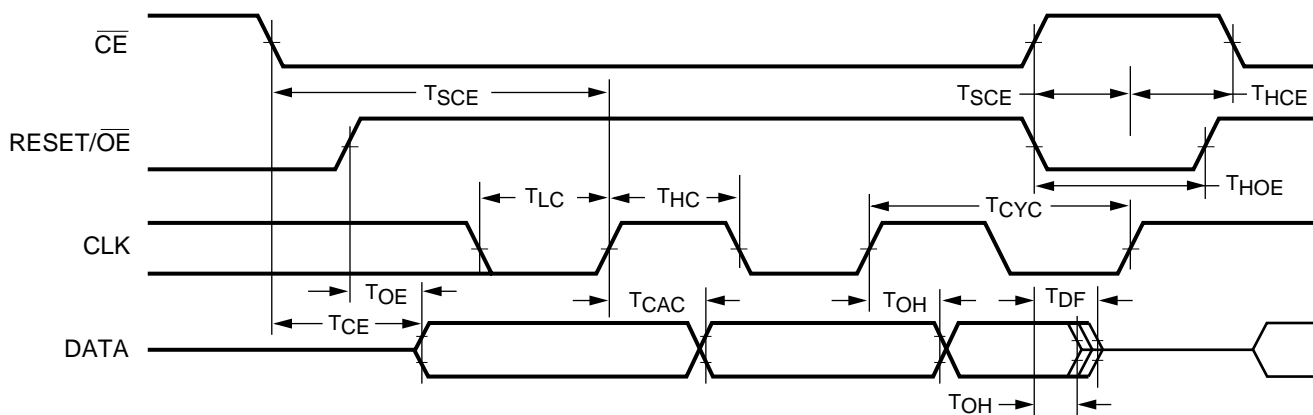 CE
TSCE
TSCE
THCE
RESET/OE
TLC
THC
TCYC
THOE
CLK
TOE
TCAC
TOH
TDF
TCE
DATA
TOH